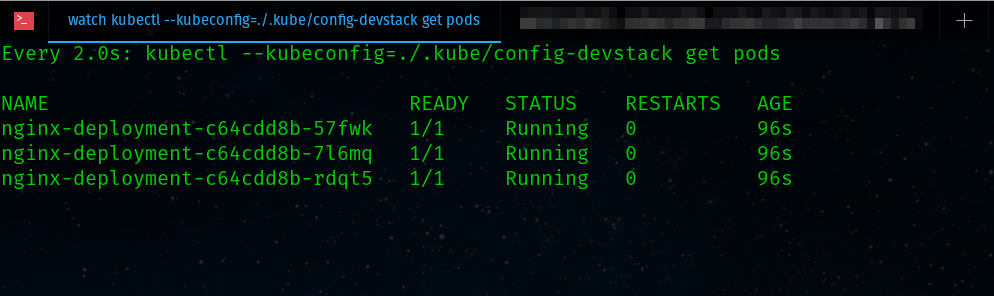 watch kubectl --kubeconfig=./.kube/config-devstack get pods
Every 2.0s: kubectl --kubeconfig=./.kube/config-devstack get pods
NAME READY STATUS RESTARTS AGE
nginx-deployment-c64cdd8b-57fwk 1/1 Running 0 96s
nginx-deployment-c64cdd8b-7l6mq 1/1 Running 0 96s
nginx-deployment-c64cdd8b-rdqt5 1/1 Running 0 96s